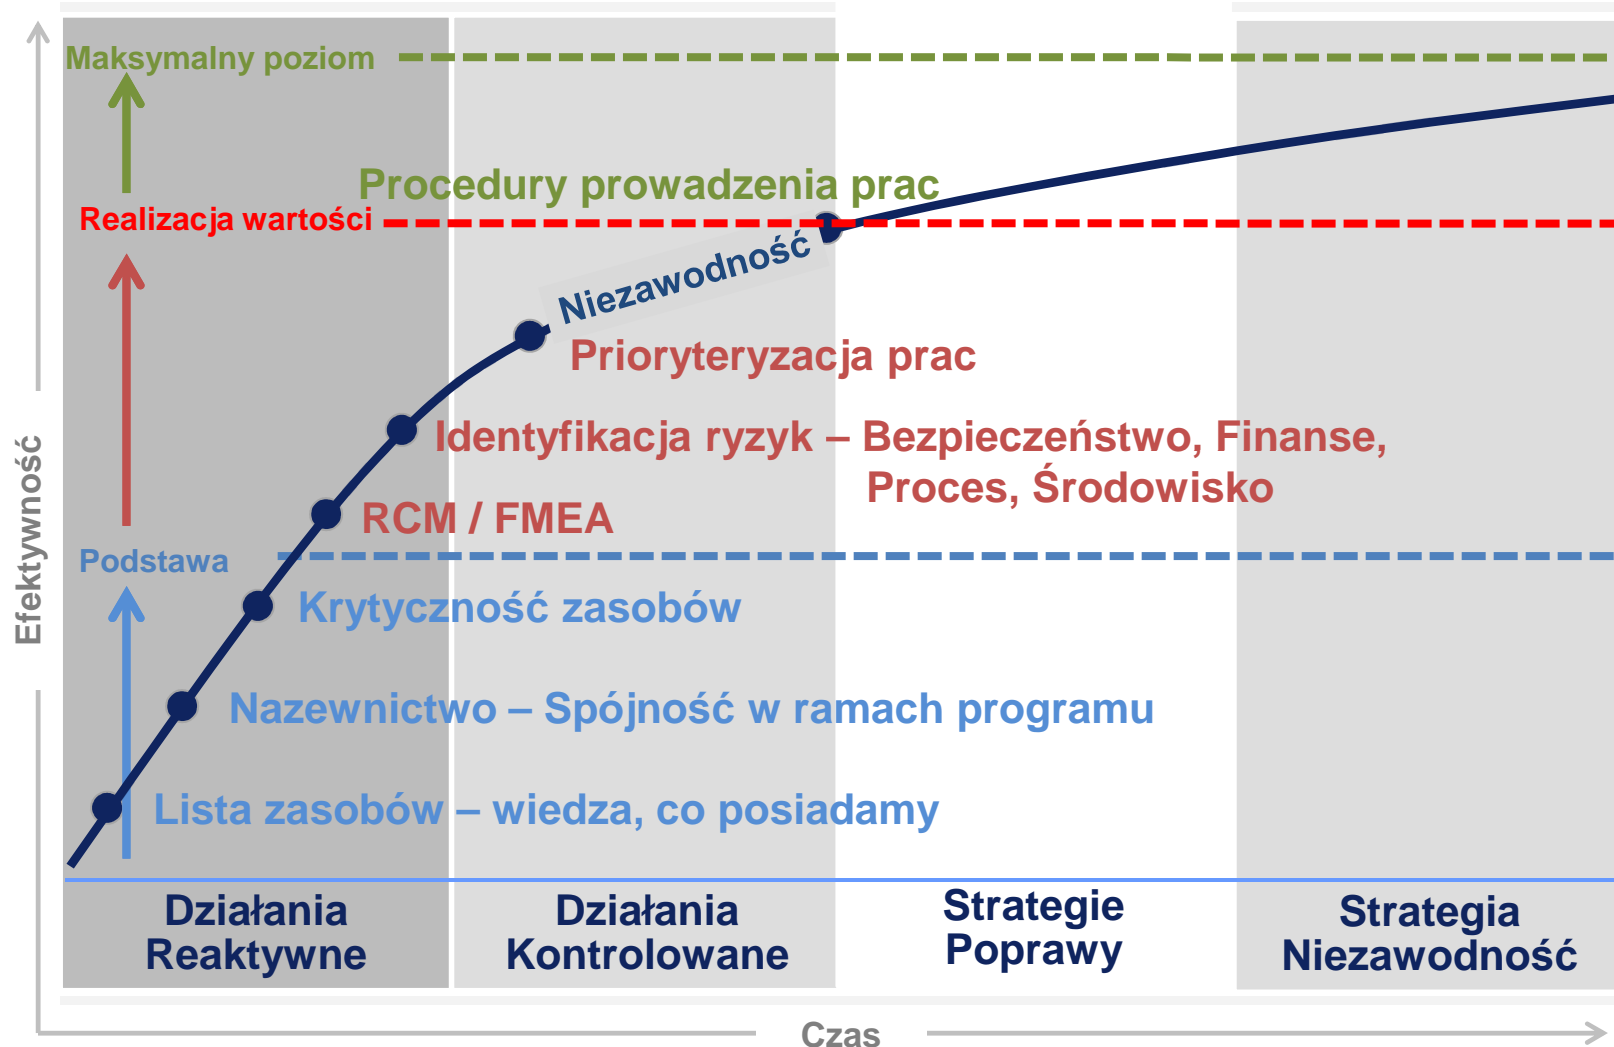 Maksymalny poziom
Procedury prowadzenia prac
Realizacja wartości
Niezawodność
Prioryteryzacja prac
Identyfikacja ryzyk – Bezpieczeństwo, Finanse,
Proces, Środowisko
RCM / FMEA
Podstawa
Krytyczność zasobów
Nazewnictwo – Spójność w ramach programu
Lista zasobów – wiedza, co posiadamy
Efektywność
Działania
Reaktywne
Działania
Kontrolowane
Strategie
Poprawy
Strategia
Niezawodność
Czas